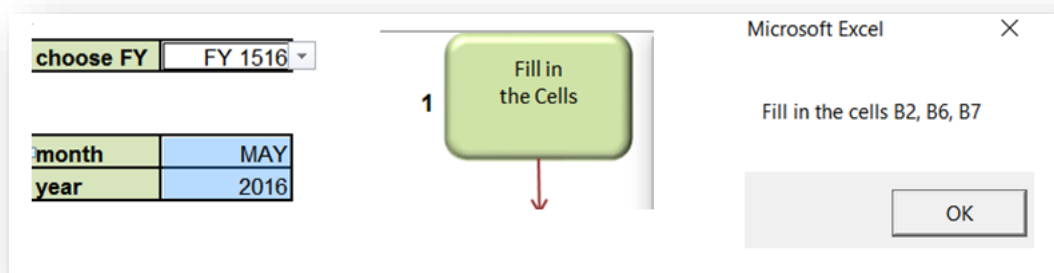 choose FY FY 1516
month MAY
year 2016
1
Fill in
the Cells
Microsoft Excel
Fill in the cells B2, B6, B7
OK